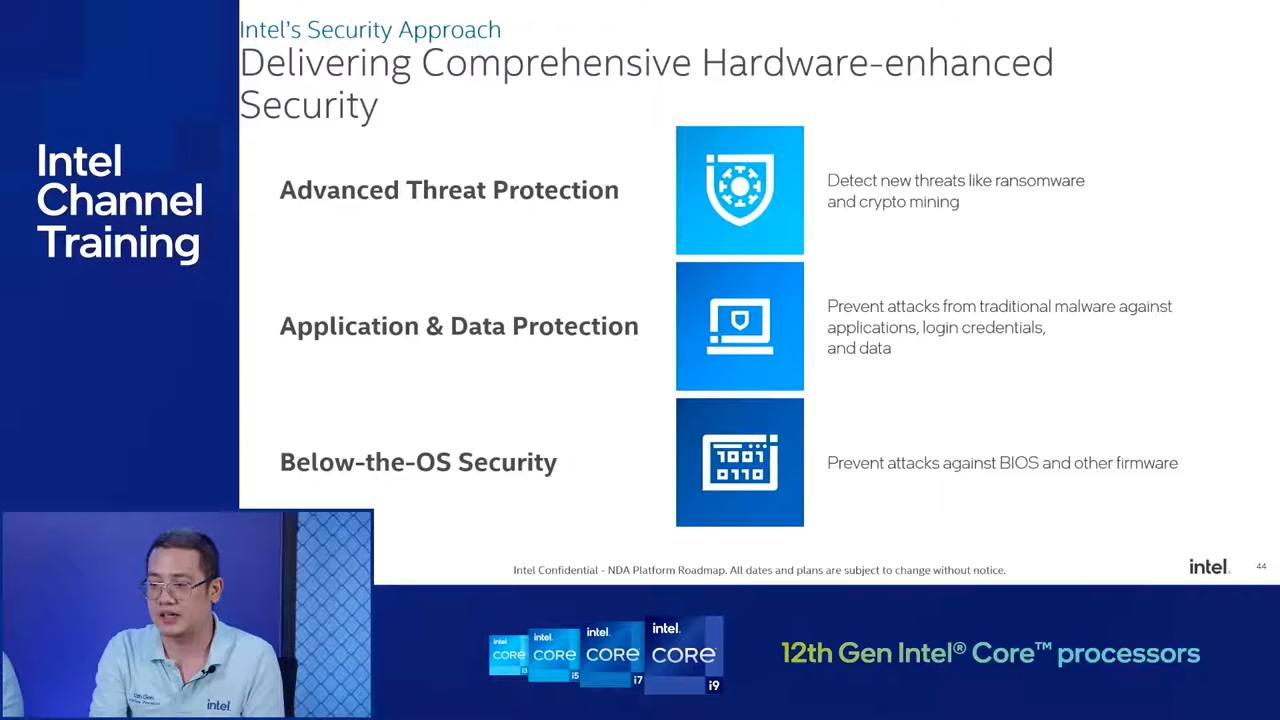 Intel's Security Approach
Delivering Comprehensive Hardware-enhanced
Security
Intel
Channel
Training
Advanced Threat Protection
Detect new threats like ransomware
and crypto mining
Application & Data Protection
Prevent attacks from traditional malware against
applications, login credentials,
and data
Below-the-OS Security
1001
0110
Prevent attacks against BIOS and other firmware
Intel Confidential - NDA Platform Roadmap. All dates and plans are subject to change without notice.
intel.
44
12th Gen
intel.
CORE
i3
intel.
CORE
i5
intel.
CORE
i7
intel.
CORE
i9
12th Gen Intel® Core™ processors